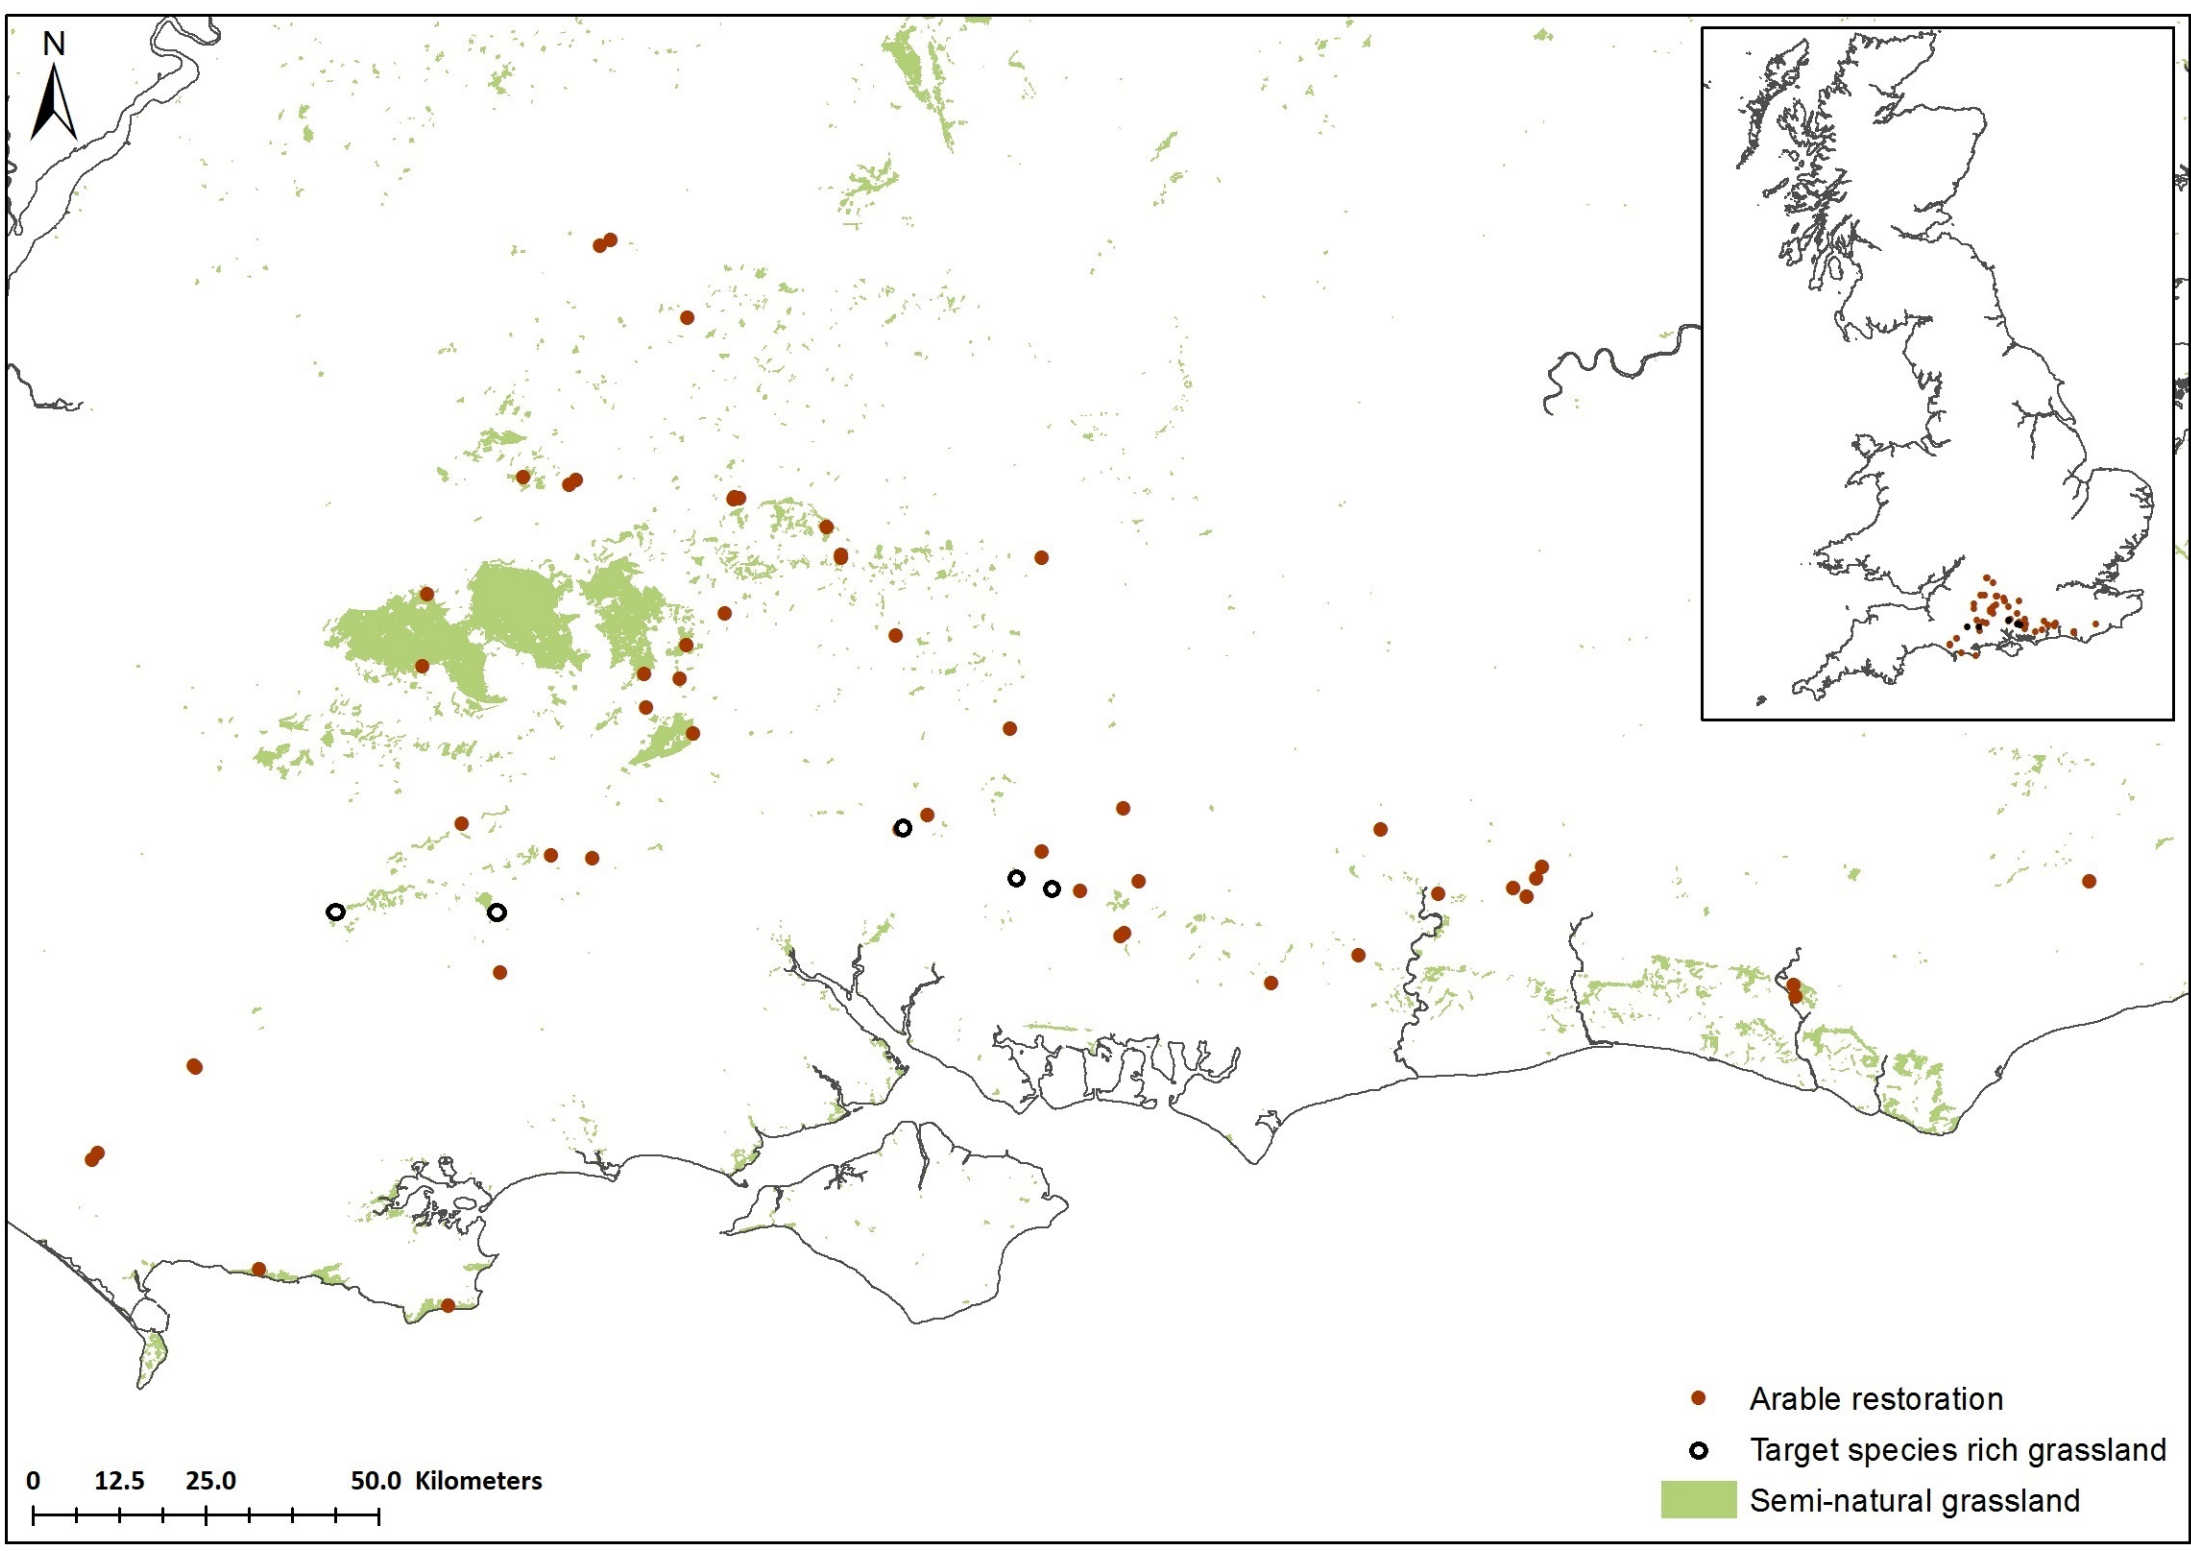 N
Arable restoration
Target species rich grassland
Semi-natural grassland
0 12.5 25.0 50.0 Kilometers